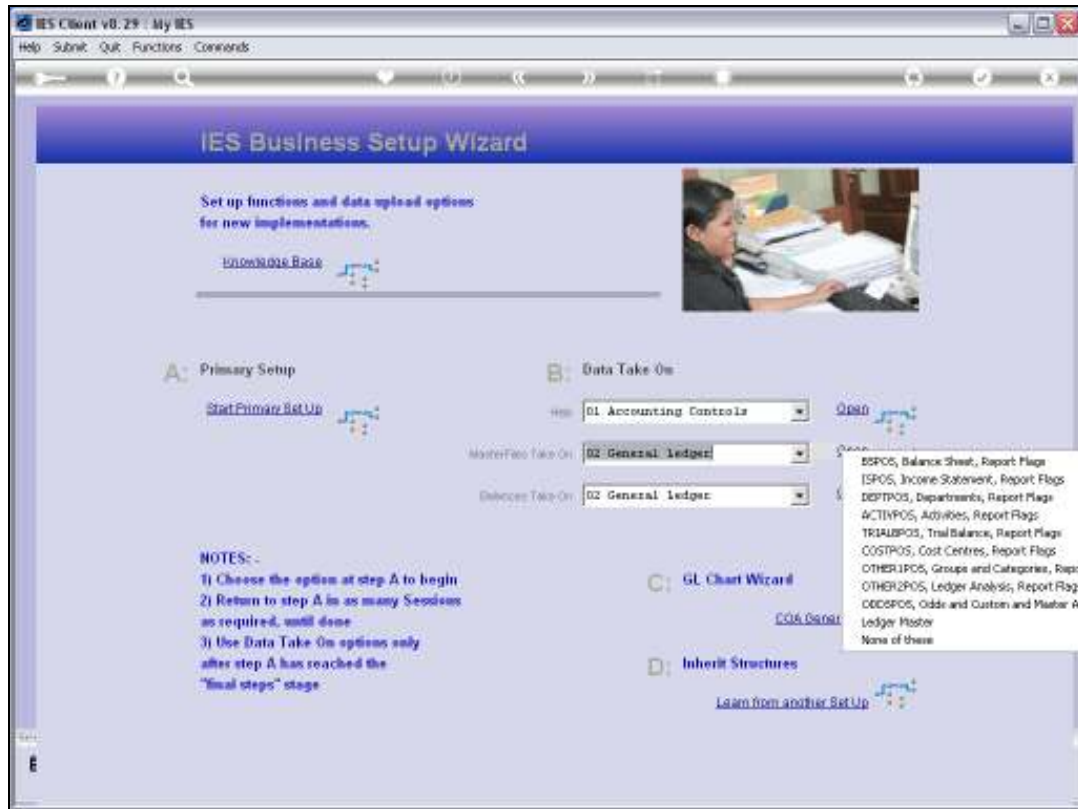 IES Client v8.29 : My IES
Help Submit Quit Functions Commands
IES Business Setup Wizard
Set up functions and data upload options
for new implementations.
Knowledge Base
A: Primary Setup
Start Primary Set Up
B: Data Take On
Help 01 Accounting Controls Open
MasterFiles Take On 02 General ledger
Balances Take On 02 General ledger
BSPOS, Balance Sheet, Report Flags
ISPOS, Income Statement, Report Flags
DEPTPOS, Departments, Report Flags
ACTIVPOS, Activities, Report Flags
TRIALBPOS, Trial Balance, Report Flags
COSTPOS, Cost Centres, Report Flags
OTHER1POS, Groups and Categories, Repo
OTHER2POS, Ledger Analysis, Report Flag
ODDSPOS, Odds and Custom and Master A
Ledger Master
None of these
NOTES: -
1) Choose the option at step A to begin
2) Return to step A in as many Sessions
as required, until done
3) Use Data Take On options only
after step A has reached the
"final steps" stage
C: GL Chart Wizard
COA Gener
D: Inherit Structures
Learn from another Set Up